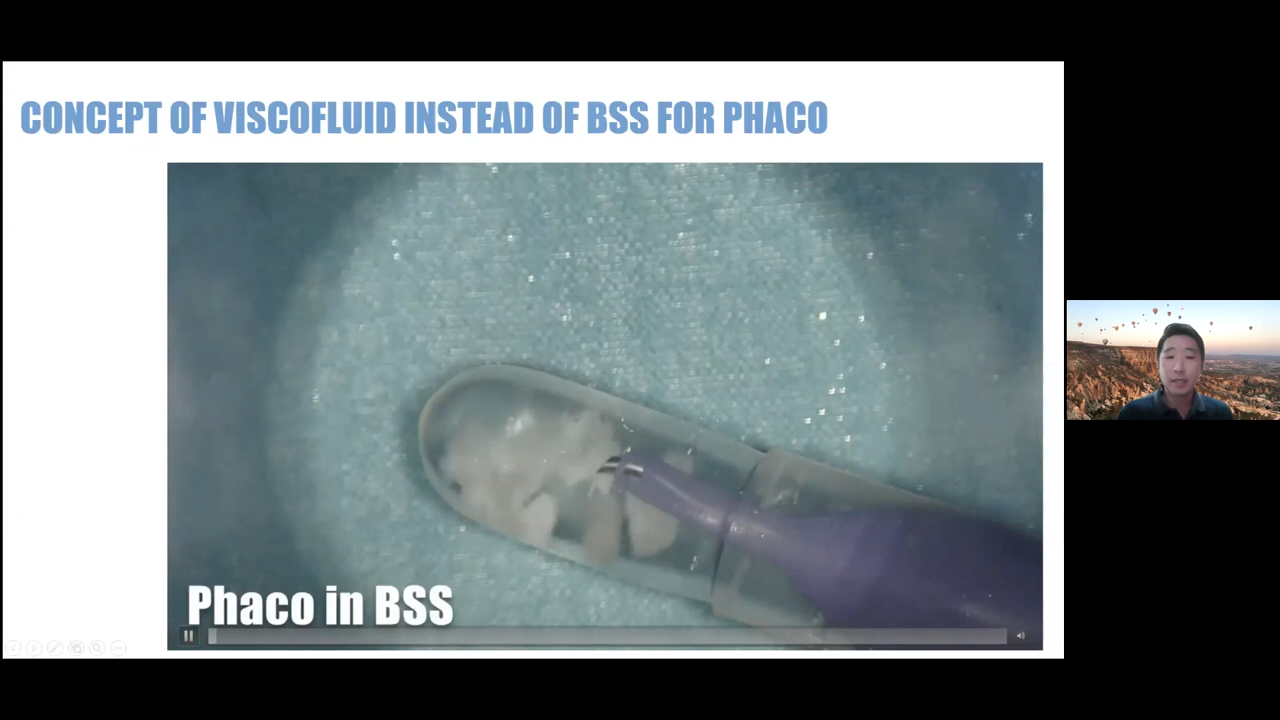 CONCEPT OF VISCOFLUID INSTEAD OF BSS FOR PHACO
Phaco in BSS